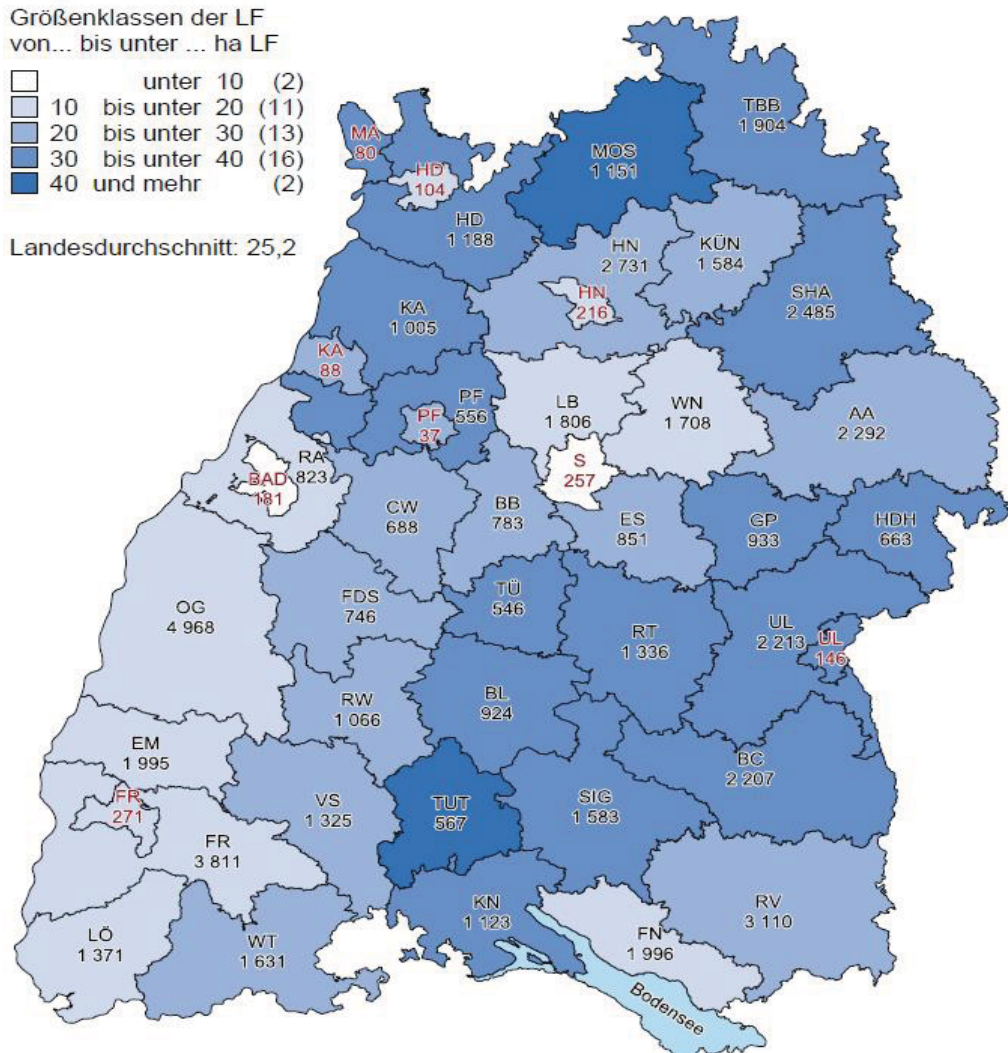 Größenklassen der LF
von... bis unter ... ha LF
unter 10 (2)
10 bis unter 20 (11)
20 bis unter 30 (13)
30 bis unter 40 (16)
40 und mehr (2)
Landesdurchschnitt: 25,2
TBB
1 904
MA
80
MOS
1 151
HD
104
HD
1 188
HN
2 731
KÜN
1 584
HN
216
SHA
2 485
KA
1 005
KA
88
PF
556
PF
37
LB
1 806
WN
1 708
AA
2 292
RA
823
BAD
181
S
257
CW
688
BB
783
ES
851
GP
933
HDH
663
OG
4 968
FDS
746
TÜ
546
RT
1 336
UL
2 213
UL
146
RW
1 066
BL
924
EM
1 995
BC
2 207
FR
271
VS
1 325
TUT
567
SIG
1 583
FR
3 811
RV
3 110
KN
1 123
FN
1 996
LÖ
1 371
WT
1 631
Bodensee